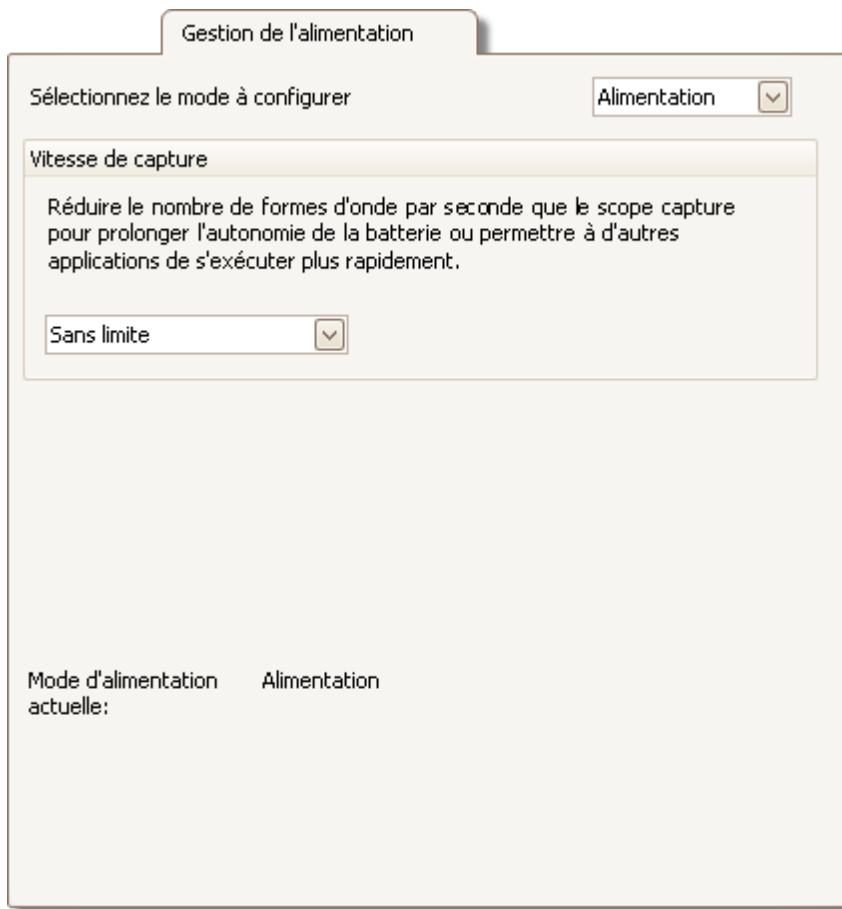 Gestion de l'alimentation
Sélectionnez le mode à configurer
Alimentation
Vitesse de capture
Réduire le nombre de formes d'onde par seconde que le scope capture
pour prolonger l'autonomie de la batterie ou permettre à d'autres
applications de s'exécuter plus rapidement.
Sans limite
Mode d'alimentation
actuelle:
Alimentation